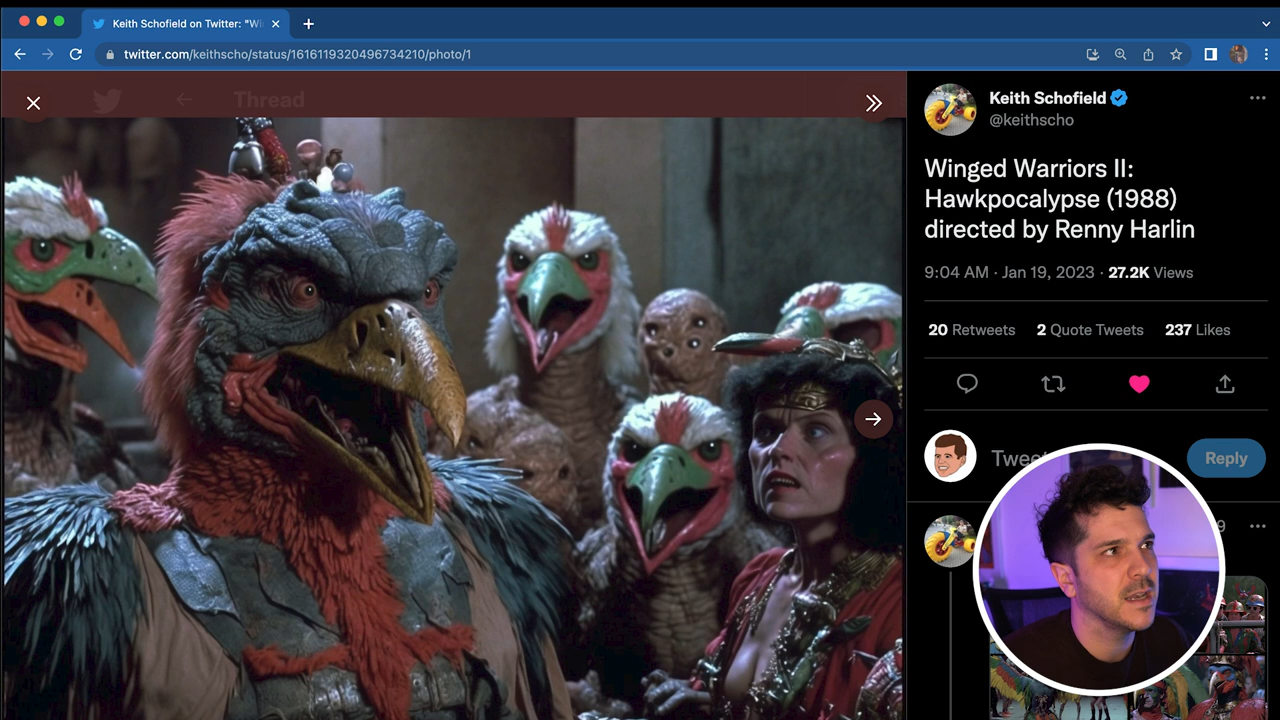 Keith Schofield on Twitter: "Wi
twitter.com/keithscho/status/1616119320496734210/photo/1
Thread
Keith Schofield
@keithscho
Winged Warriors II:
Hawkpocalypse (1988)
directed by Renny Harlin
9:04 AM · Jan 19, 2023 · 27.2K Views
20 Retweets 2 Quote Tweets 237 Likes
Reply
9